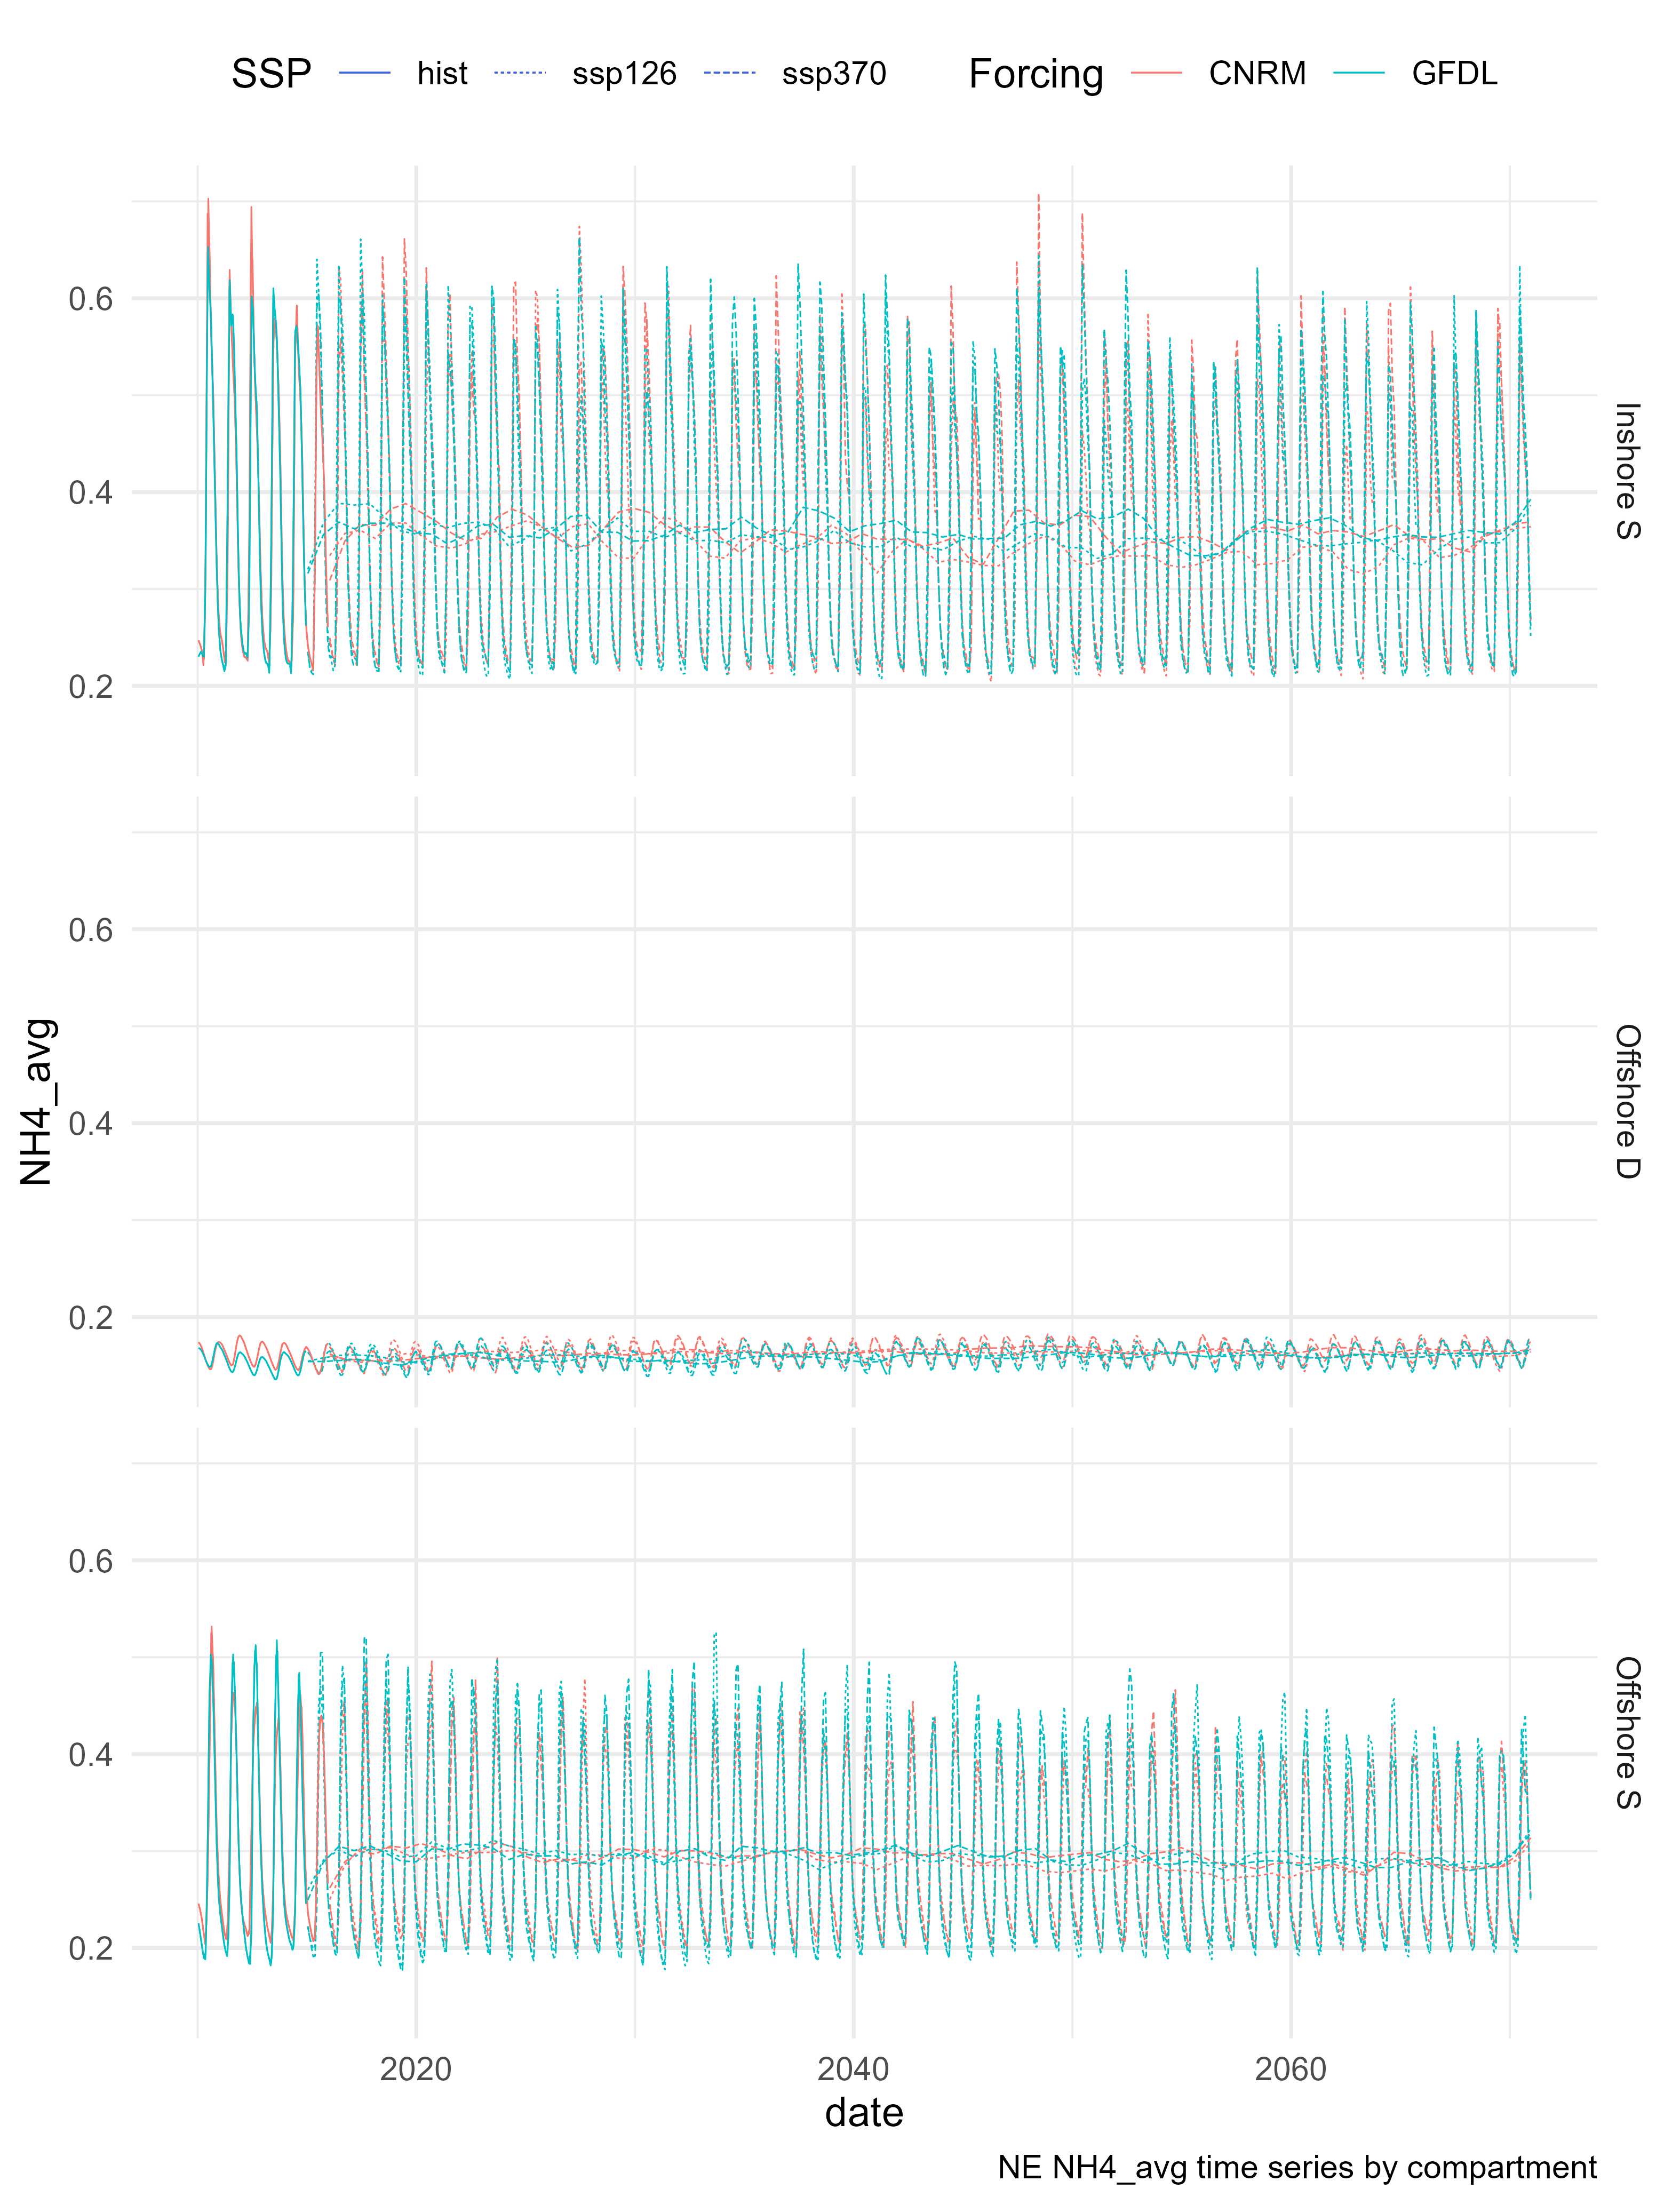 SSP hist ssp126 ssp370 Forcing CNRM GFDL
0.6
0.4
0.2
Inshore S
0.6
0.4
0.2
Offshore D
0.6
0.4
0.2
Offshore S
NH4_avg
2020 2040 2060
date
NE NH4_avg time series by compartment